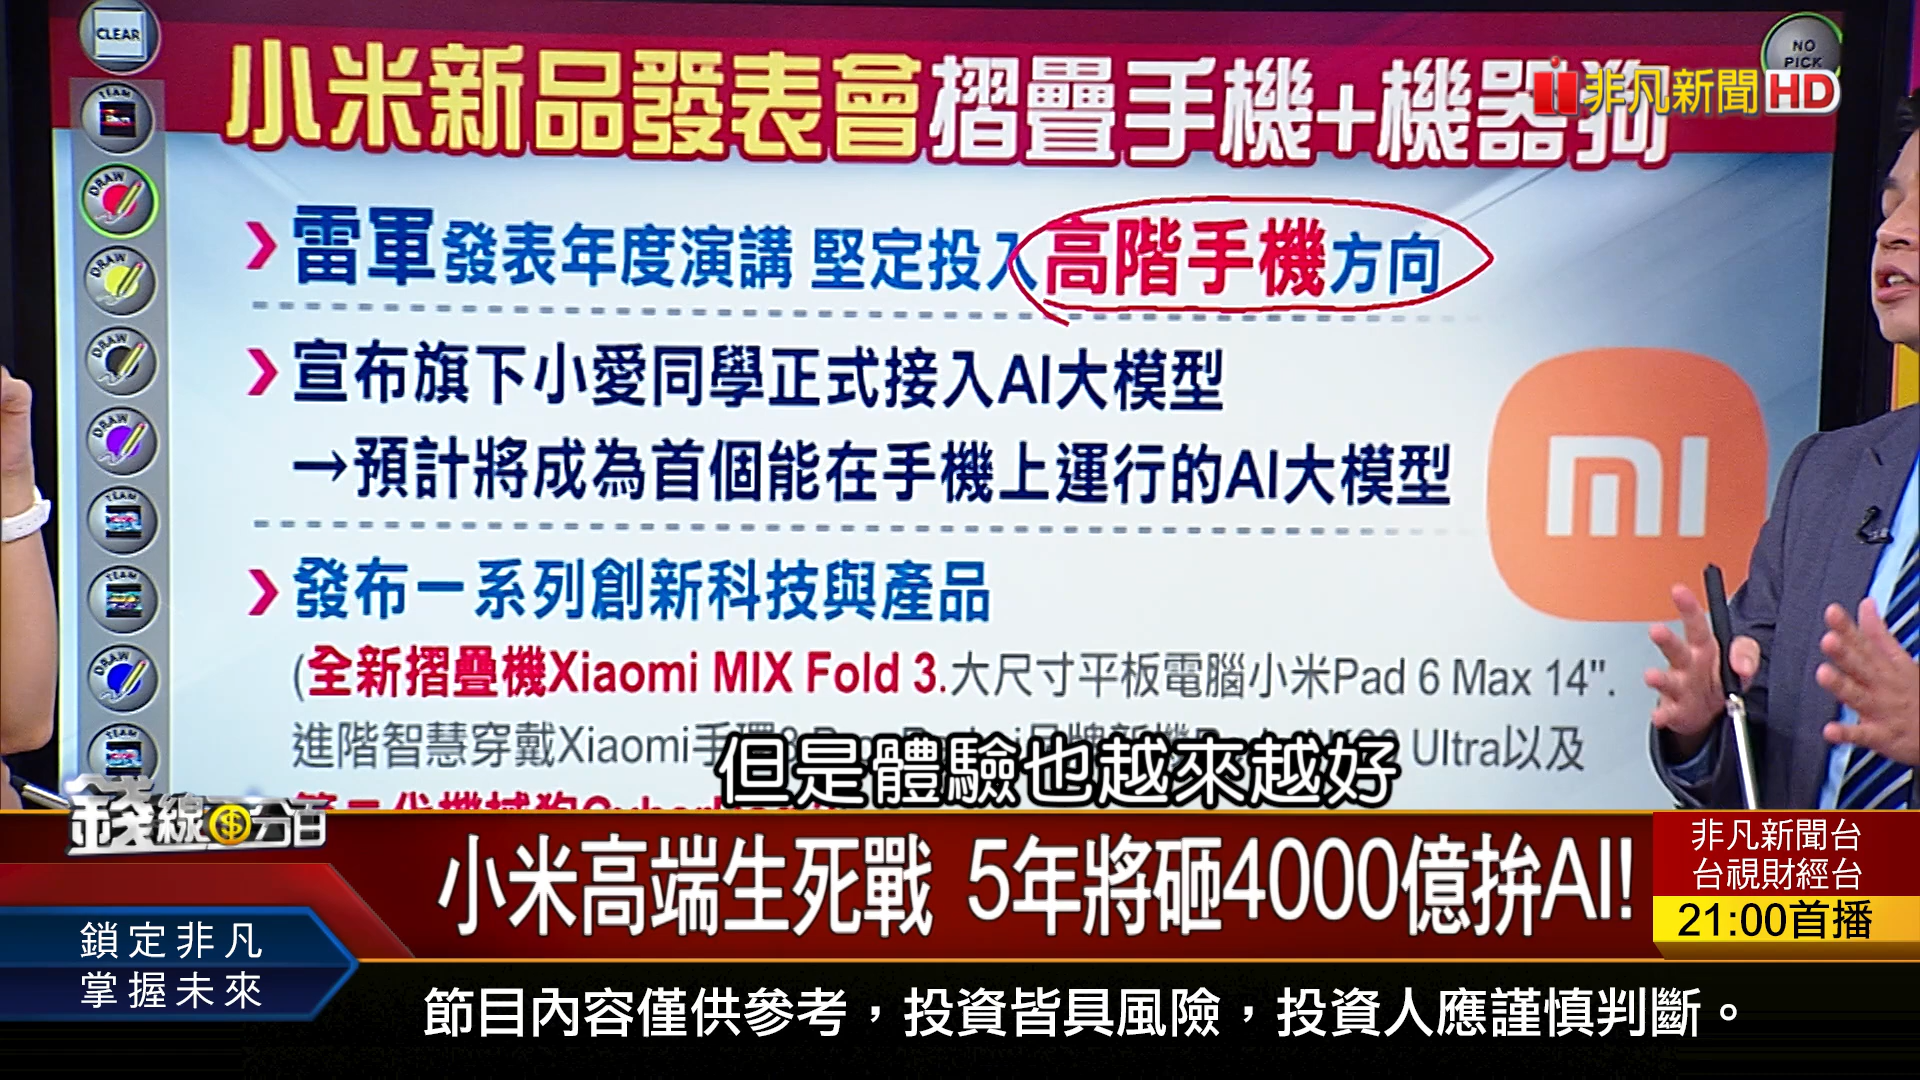 CLEAR
NO
PICK
TEAM
DRAW
DRAW
DRAW
DRAW
TEAM
TEAM
DRAW
TEAM
小米新品發表會摺疊手機+機器狗
非凡新聞HD
雷軍發表年度演講 堅定投入高階手機方向
宣布旗下小愛同學正式接入AI大模型
→預計將成為首個能在手機上運行的AI大模型
發布一系列創新科技與產品
(全新摺疊機Xiaomi MIX Fold 3.大尺寸平板電腦小米Pad 6 Max 14".
進階智慧穿戴Xiaomi手環8 Ultra以及
但是體驗也越來越好
錢線百分百
小米高端生死戰 5年將砸4000億拚AI!
非凡新聞台
台視財經台
21:00首播
鎖定非凡
掌握未來
節目內容僅供參考，投資皆具風險，投資人應謹慎判斷。